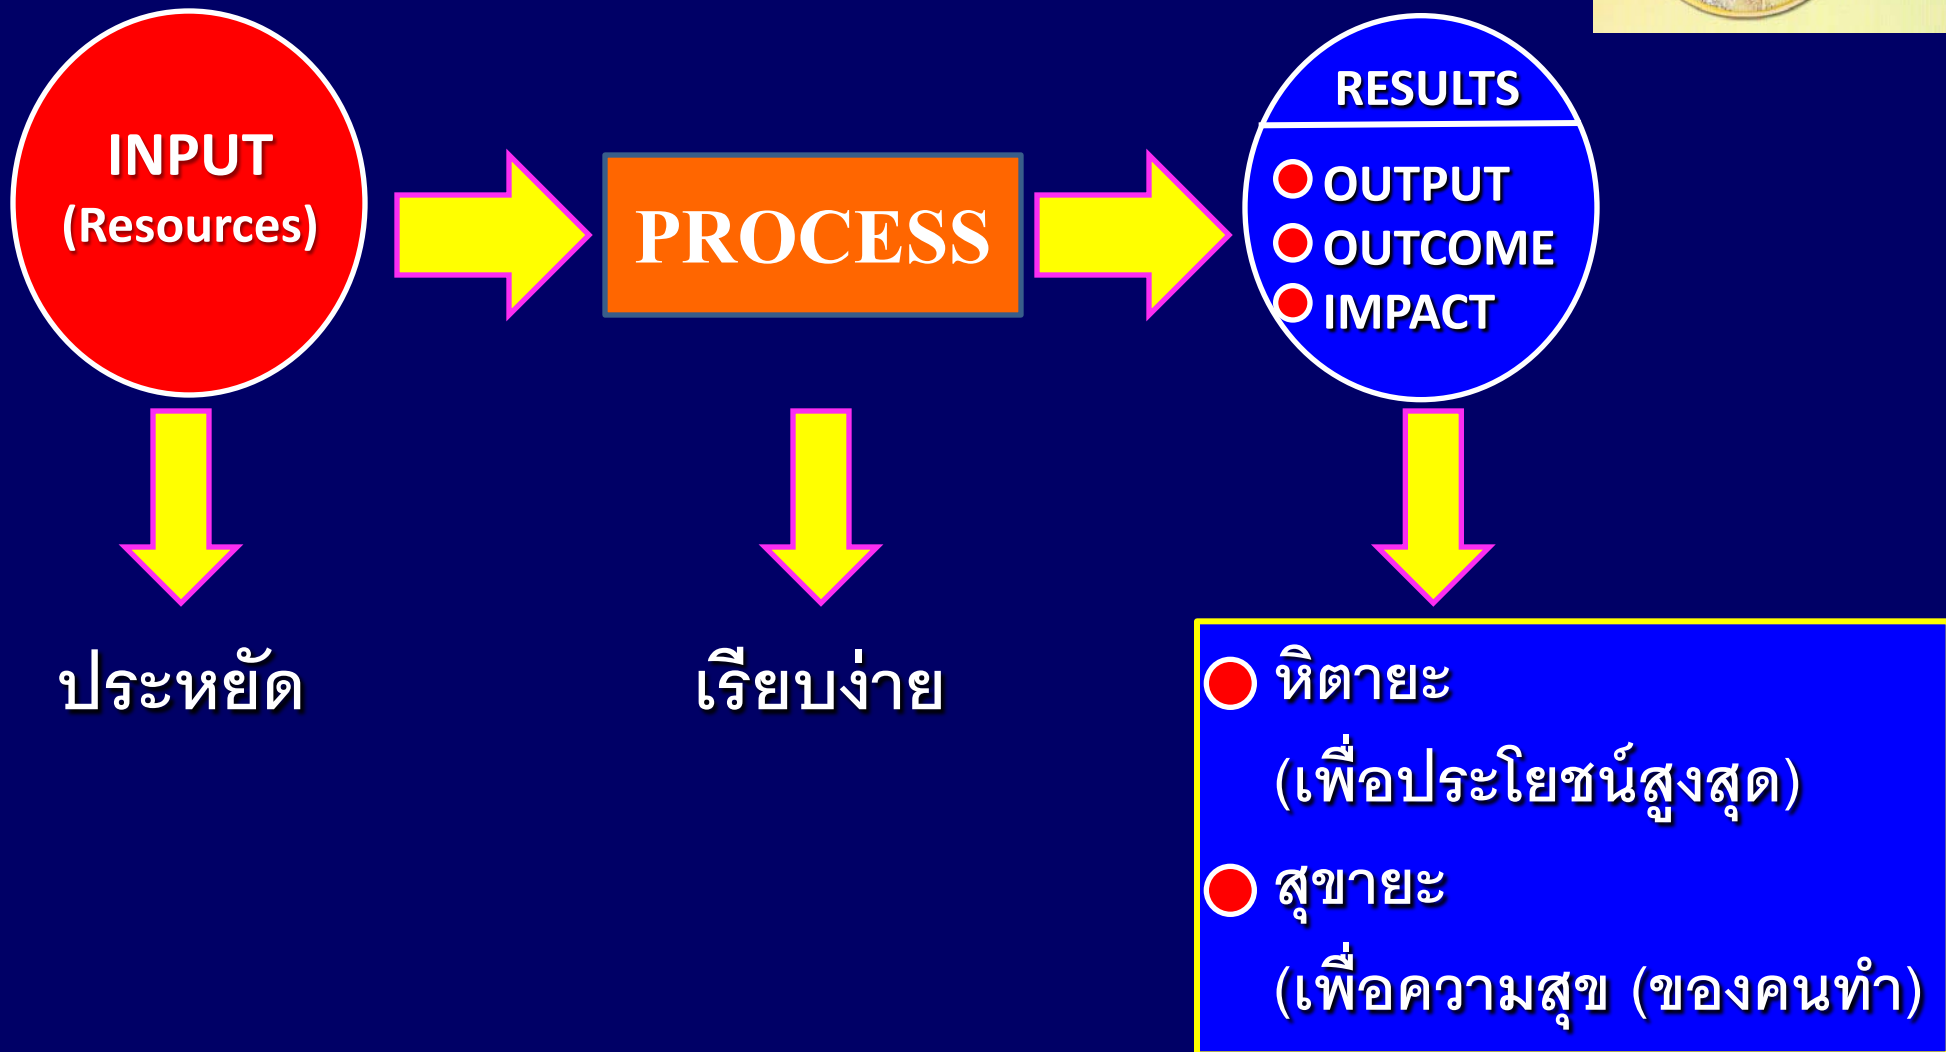 INPUT
(Resources)
PROCESS
RESULTS
OUTPUT
OUTCOME
IMPACT
ประหยัด
เรียบง่าย
หิตายะ
(เพื่อประโยชน์สูงสุด)
สุขายะ
(เพื่อความสุข (ของคนทำ)